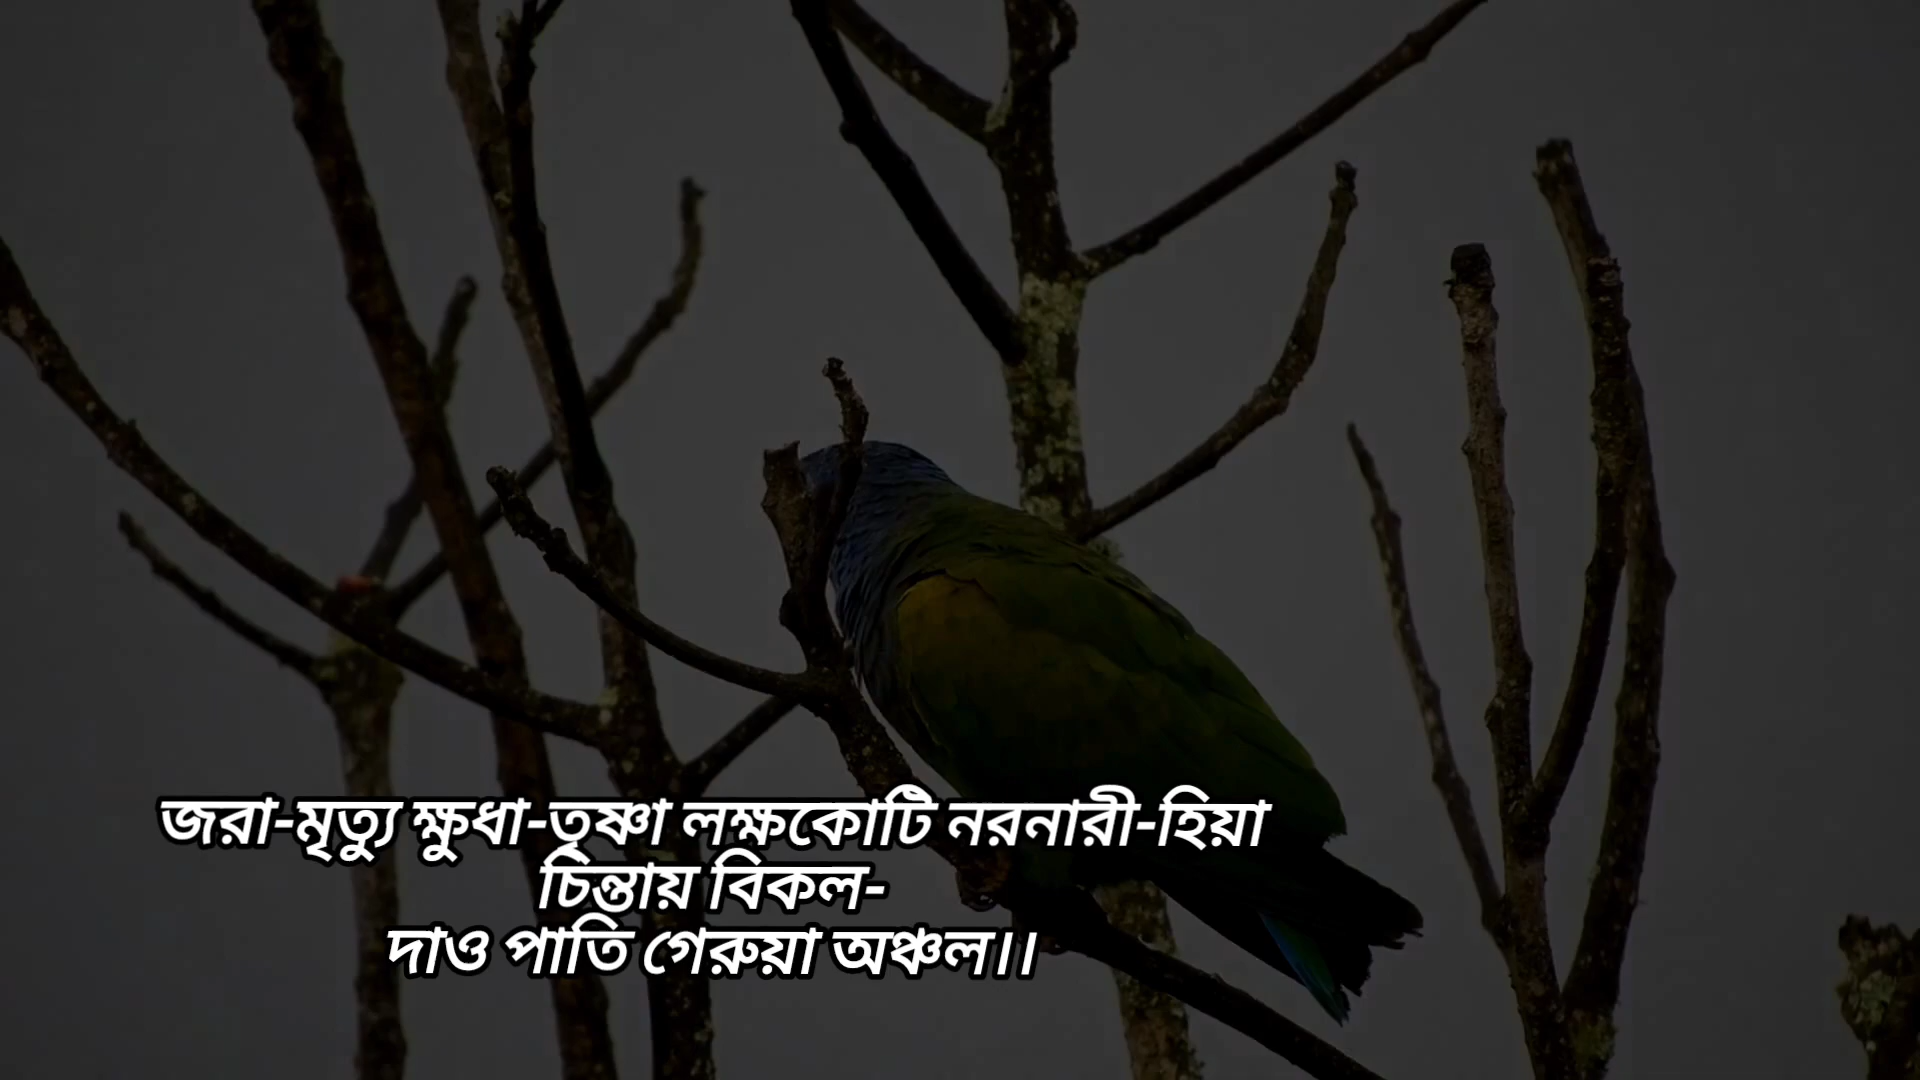 জরা-মৃত্যু ক্ষুধা-তৃষ্ণা লক্ষকোটি নরনারী-হিয়া
চিন্তায় বিকল-
দাও পাতি গেরুয়া অঞ্চল।।